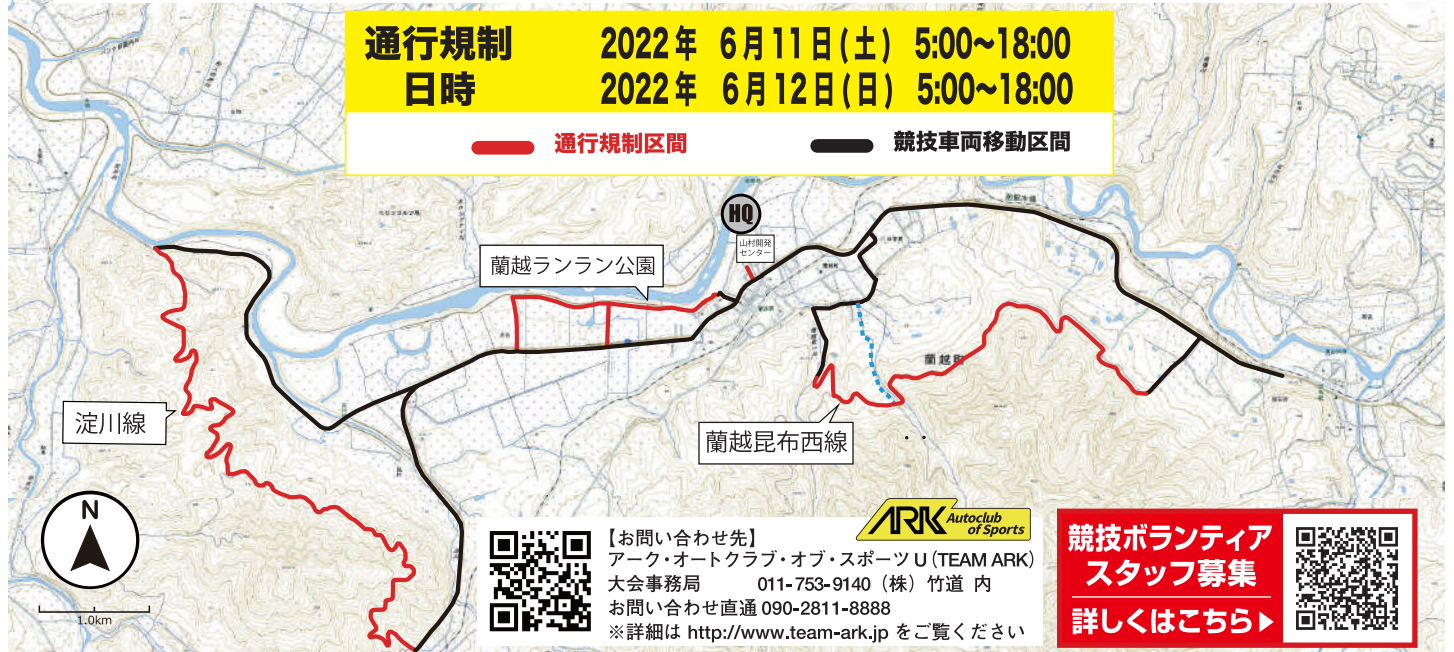 通行規制 2022年 6月11日(土) 5:00~18:00
日時 2022年 6月12日(日) 5:00~18:00
通行規制区間 競技車両移動区間
HQ
山村開発
センター
蘭越ランラン公園
蘭越町
淀川線
蘭越昆布西線
N
1.0km
ARK Autoclub
of Sports
【お問い合わせ先】
アーク・オートクラブ・オブ・スポーツ U (TEAM ARK)
大会事務局 011-753-9140 (株) 竹道 内
お問い合わせ直通 090-2811-8888
※詳細は http://www.team-ark.jp をご覧ください
競技ボランティア
スタッフ募集
詳しくはこちら▶